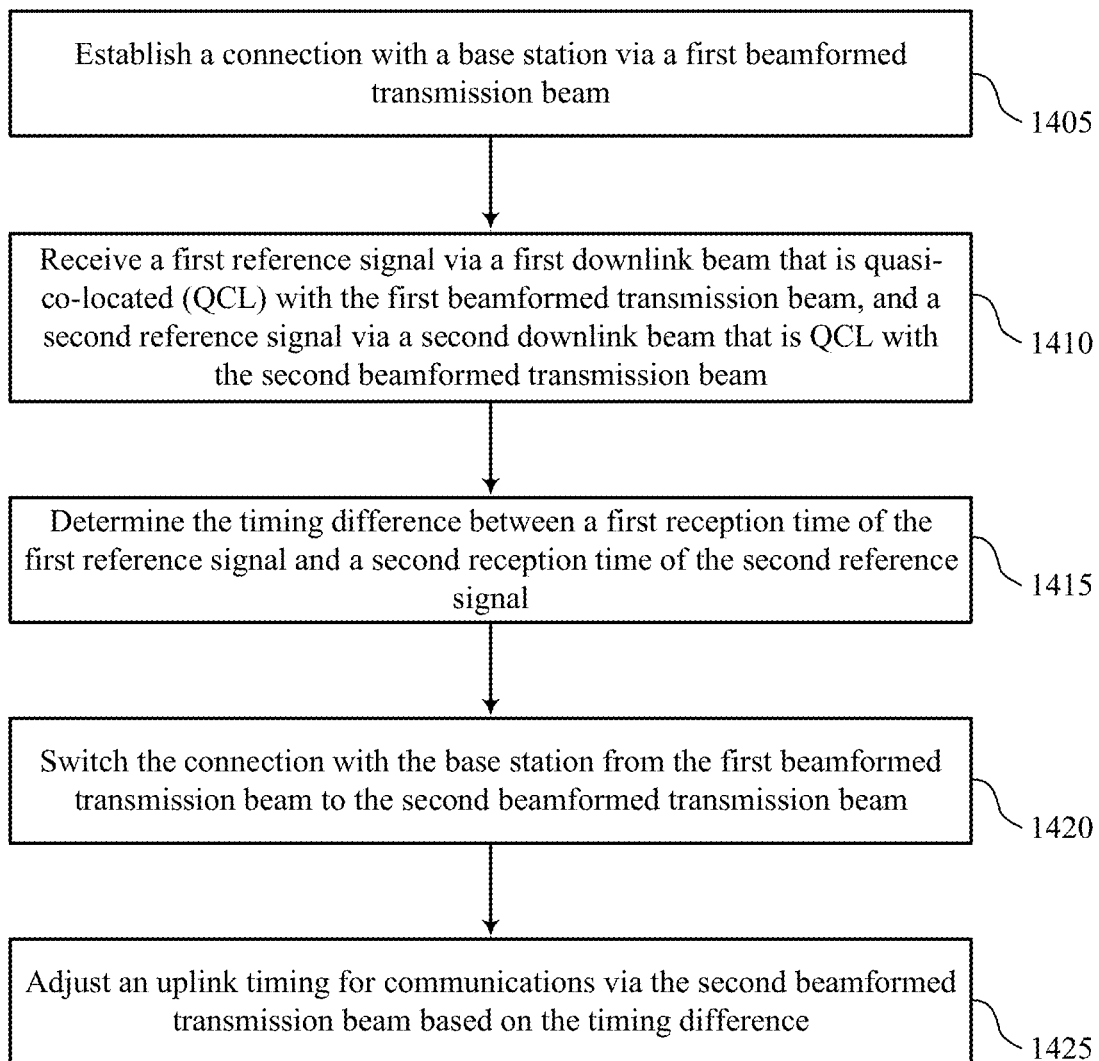 Establish a connection with a base station via a first beamformed
transmission beam
1405
Receive a first reference signal via a first downlink beam that is quasi-
co-located (QCL) with the first beamformed transmission beam, and a
second reference signal via a second downlink beam that is QCL with
the second beamformed transmission beam
1410
Determine the timing difference between a first reception time of the
first reference signal and a second reception time of the second reference
signal
1415
Switch the connection with the base station from the first beamformed
transmission beam to the second beamformed transmission beam
1420
Adjust an uplink timing for communications via the second beamformed
transmission beam based on the timing difference
1425